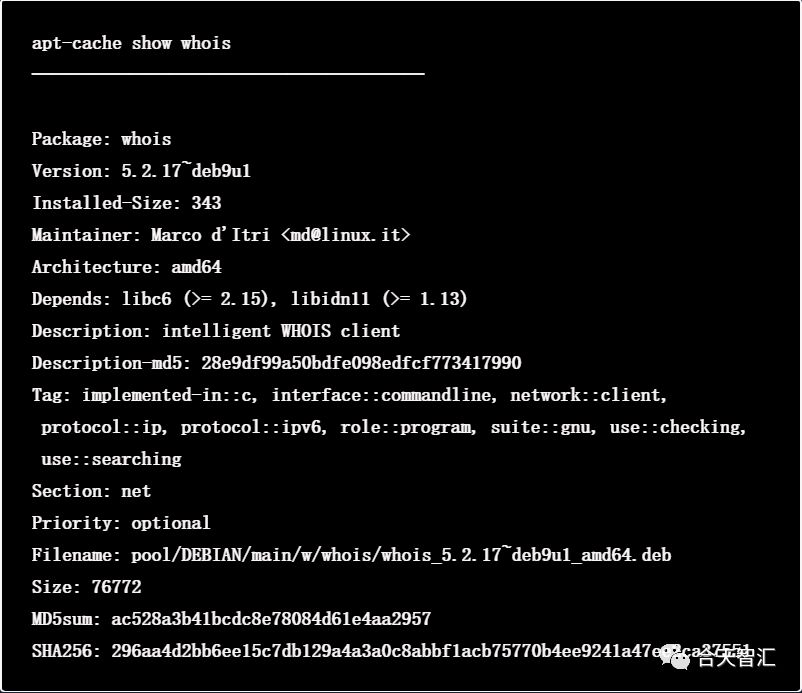 apt-cache show whois
Package: whois
Version: 5.2.17~deb9u1
Installed-Size: 343
Maintainer: Marco d'Itri <md@linux.it>
Architecture: amd64
Depends: libc6 (>= 2.15), libidn11 (>= 1.13)
Description: intelligent WHOIS client
Description-md5: 28e9df99a50bdfe098edfcf773417990
Tag: implemented-in::c, interface::commandline, network::client,
protocol::ip, protocol::ipv6, role::program, suite::gnu, use::checking,
use::searching
Section: net
Priority: optional
Filename: pool/DEBIAN/main/w/whois/whois_5.2.17~deb9u1_amd64.deb
Size: 76772
MD5sum: ac528a3b41bcdc8e78084d61e4aa2957
SHA256:
合天智汇